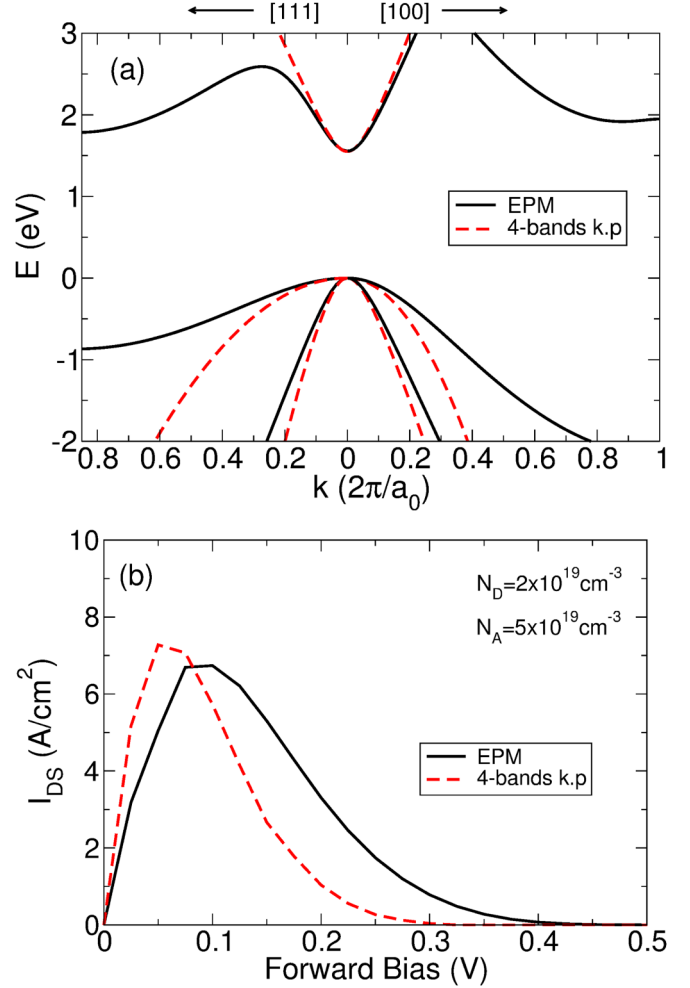 [111] [100]
(a)
3
2
1
0
-1
-2
E (eV)
EPM
4-bands k.p
0.8 0.6 0.4 0.2 0 0.2 0.4 0.6 0.8 1
k (2π/a₀)
(b)
10
8
6
4
2
0
I_DS (A/cm²)
N_D=2x10¹⁹cm⁻³
N_A=5x10¹⁹cm⁻³
EPM
4-bands k.p
0 0.1 0.2 0.3 0.4 0.5
Forward Bias (V)